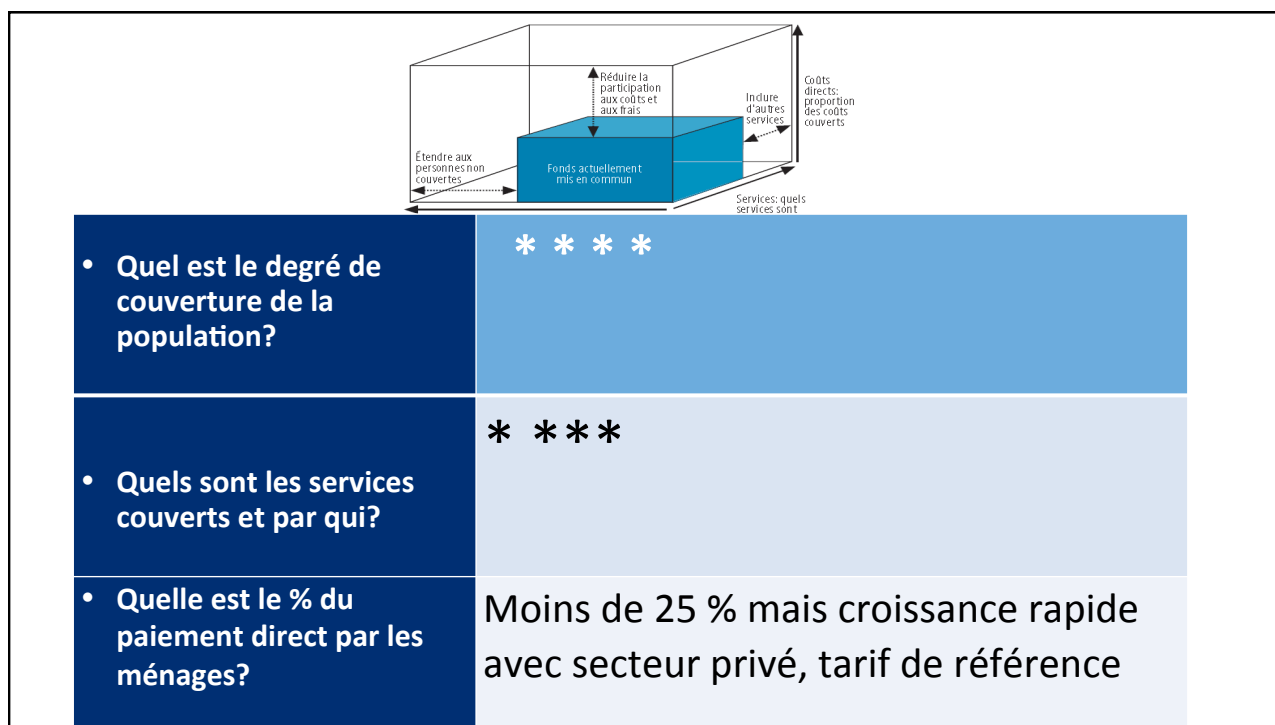 Réduire la
participation
aux coûts et
aux frais
Inclure
d'autres
services
Coûts
directs:
proportion
des coûts
couverts
Étendre aux
personnes non
couvertes
Fonds actuellement
mis en commun
Services: quels
services sont
• Quel est le degré de
couverture de la
population?
* * * *
• Quels sont les services
couverts et par qui?
* ***
• Quelle est le % du
paiement direct par les
ménages?
Moins de 25 % mais croissance rapide
avec secteur privé, tarif de référence